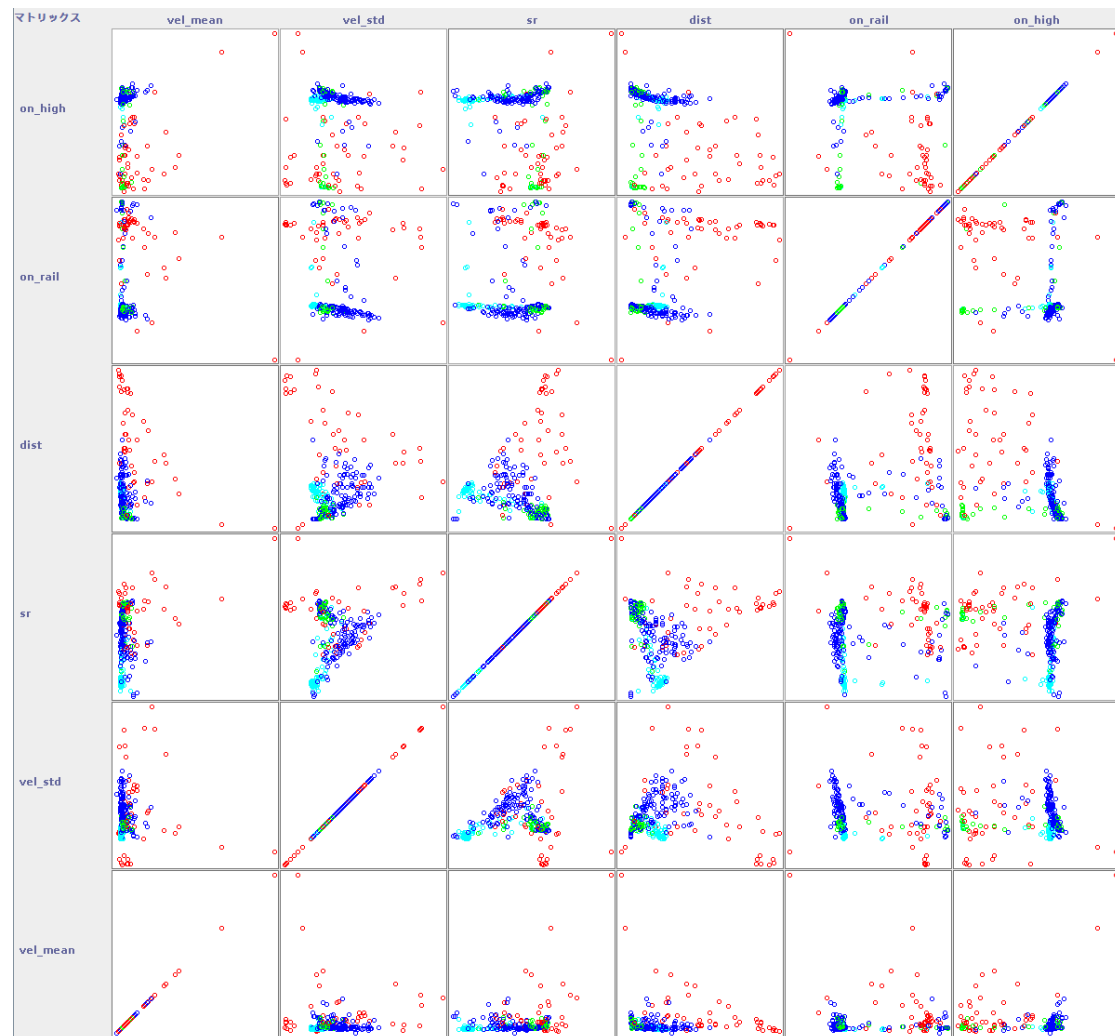 マトリックス
vel_mean vel_std sr dist on_rail on_high
on_high
on_rail
dist
sr
vel_std
vel_mean